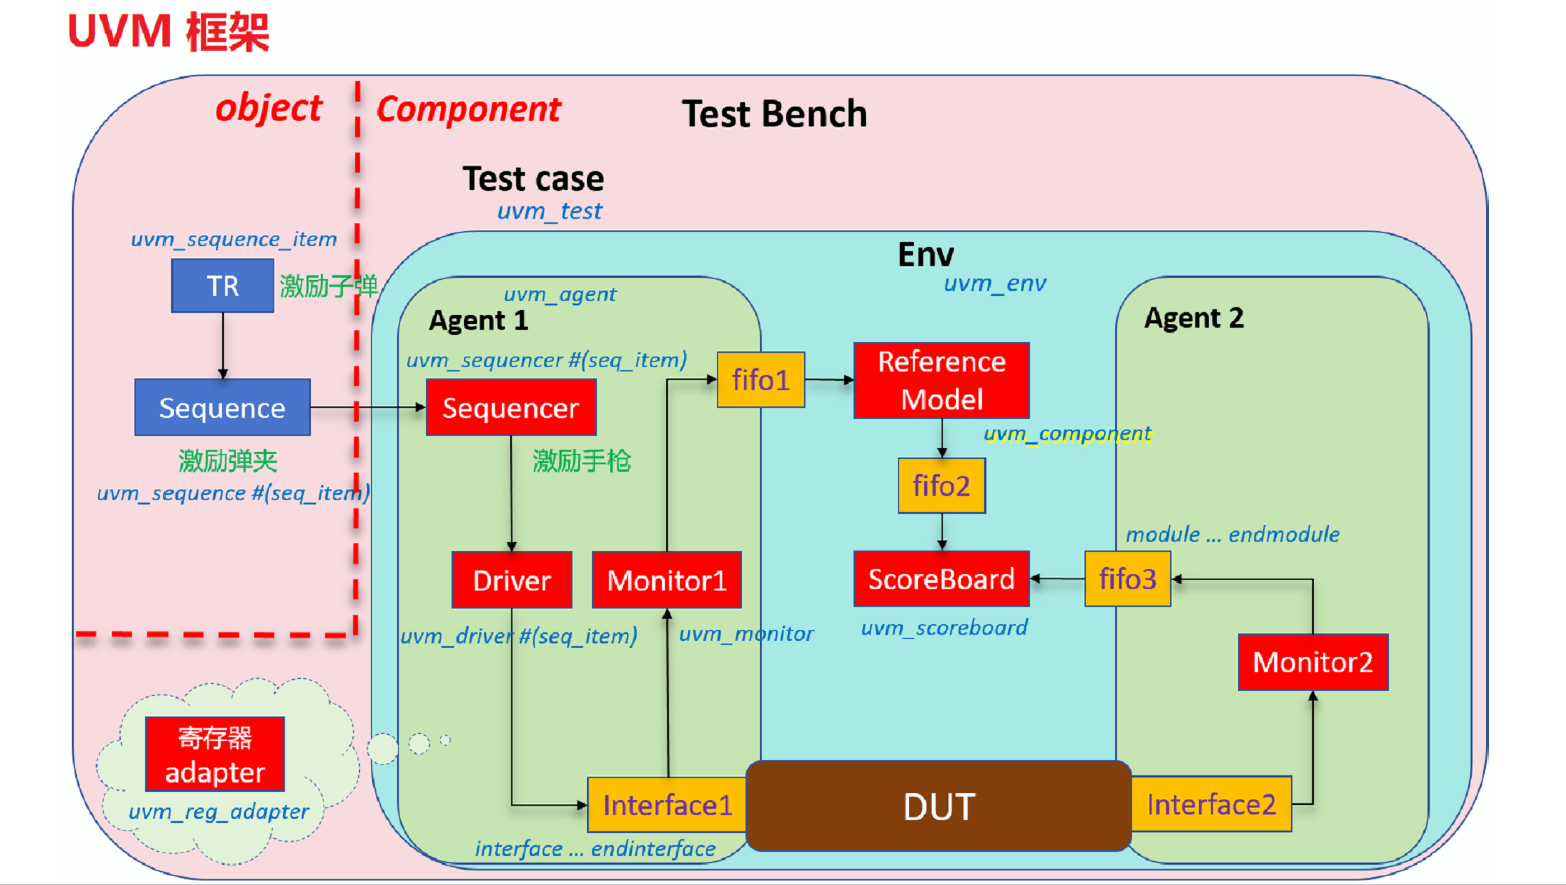 UVM 框架
object
Component
Test Bench
Test case
uvm_test
uvm_sequence_item
TR
激励子弹
Sequence
激励弹夹
uvm_sequence #(seq_item)
Env
uvm_env
uvm_agent
Agent 1
uvm_sequencer #(seq_item)
Sequencer
激励手枪
Driver
uvm_driver #(seq_item)
Monitor1
uvm_monitor
fifo1
Reference
Model
uvm_component
fifo2
ScoreBoard
uvm_scoreboard
Agent 2
module ... endmodule
fifo3
Monitor2
寄存器
adapter
uvm_reg_adapter
Interface1
interface ... endinterface
DUT
Interface2